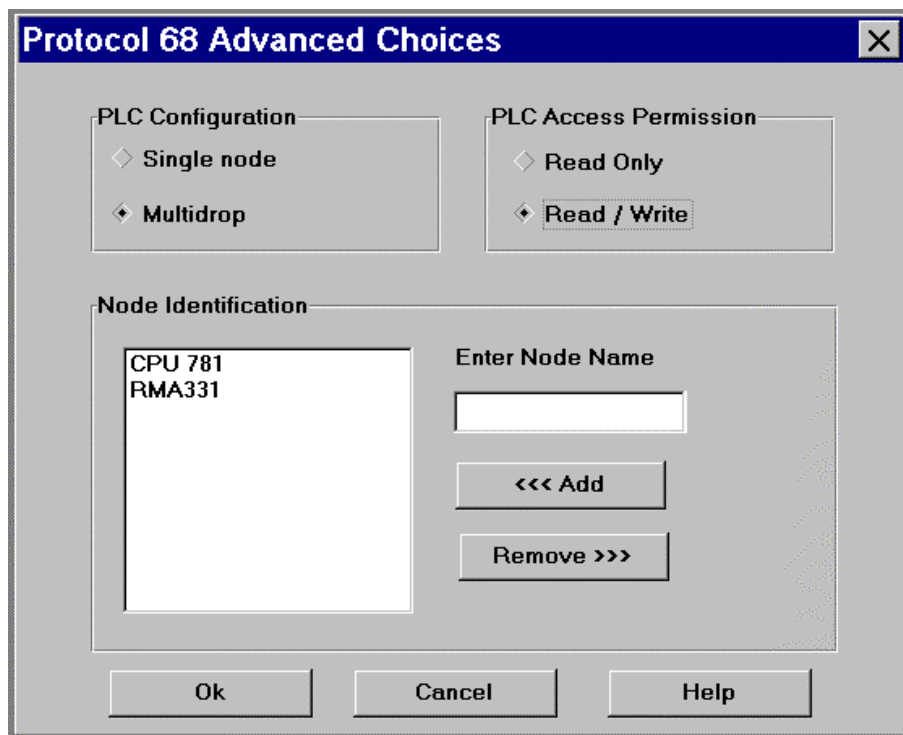 Protocol 68 Advanced Choices
PLC Configuration
Single node
Multidrop
PLC Access Permission
Read Only
Read / Write
Node Identification
CPU 781
RMA331
Enter Node Name
<<< Add
Remove >>>
Ok
Cancel
Help